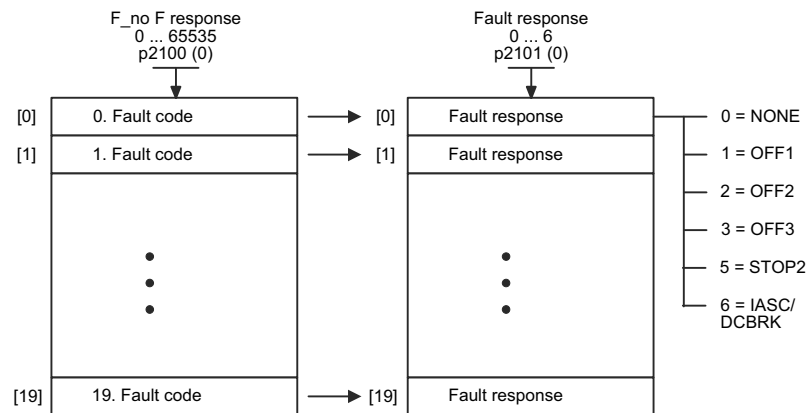 F_no F response
0 ... 65535
p2100 (0)
Fault response
0 ... 6
p2101 (0)
[0] 0. Fault code [0] Fault response 0 = NONE
[1] 1. Fault code [1] Fault response 1 = OFF1
2 = OFF2
3 = OFF3
5 = STOP2
6 = IASC/
DCBRK
[19] 19. Fault code [19] Fault response